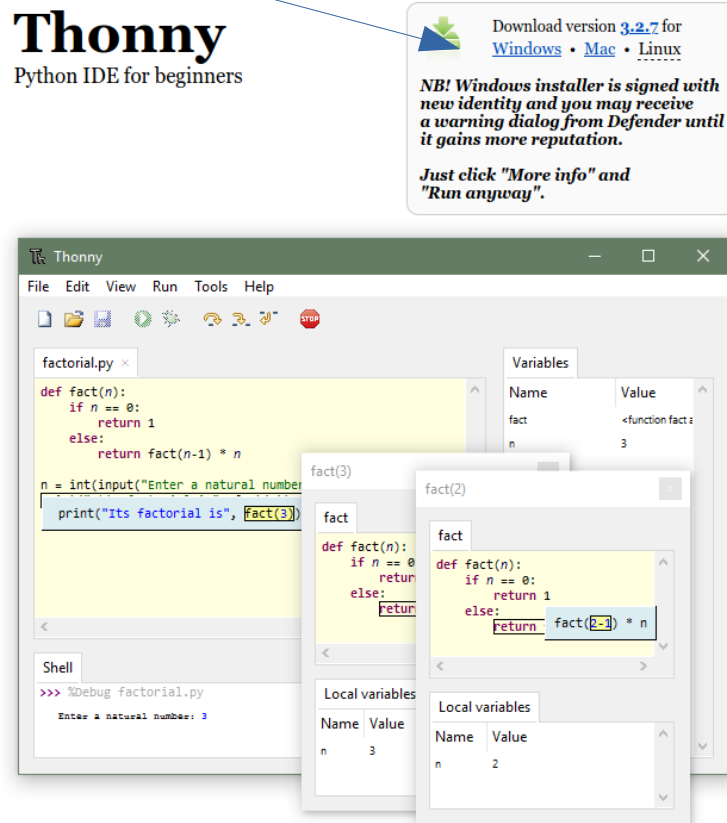 Thonny
Python IDE for beginners
Download version 3.2.7 for
Windows • Mac • Linux
NB! Windows installer is signed with
new identity and you may receive
a warning dialog from Defender until
it gains more reputation.
Just click "More info" and
"Run anyway".
Th Thonny
File Edit View Run Tools Help
STOP
factorial.py ×
def fact(n):
    if n == 0:
        return 1
    else:
        return fact(n-1) * n
n = int(input("Enter a natural number
print("Its factorial is", fact(3))
Shell
>>> %Debug factorial.py
Enter a natural number: 3
Variables
Name Value
fact <function fact a
n 3
fact(3)
fact
def fact(n):
    if n == 0
        retur
    else:
        retur
Local variables
Name Value
n 3
fact(2)
fact
def fact(n):
    if n == 0:
        return 1
    else:
        return fact(2-1) * n
Local variables
Name Value
n 2